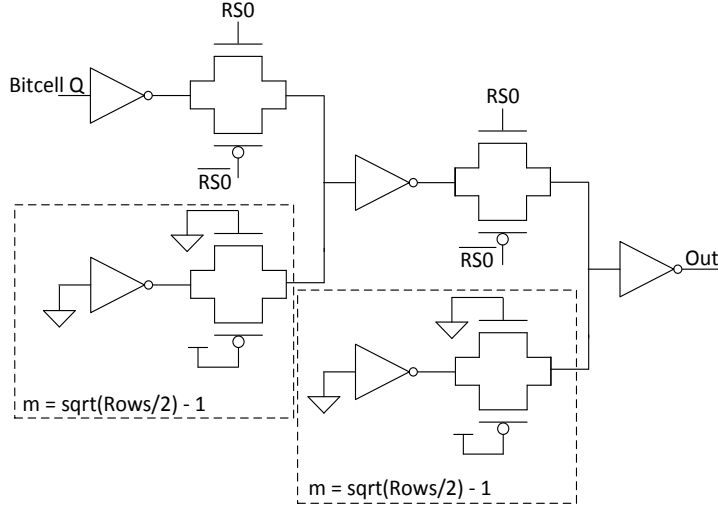 RS0
Bitcell Q
RS0
RS0
RS0
Out
m = sqrt(Rows/2) - 1
m = sqrt(Rows/2) - 1